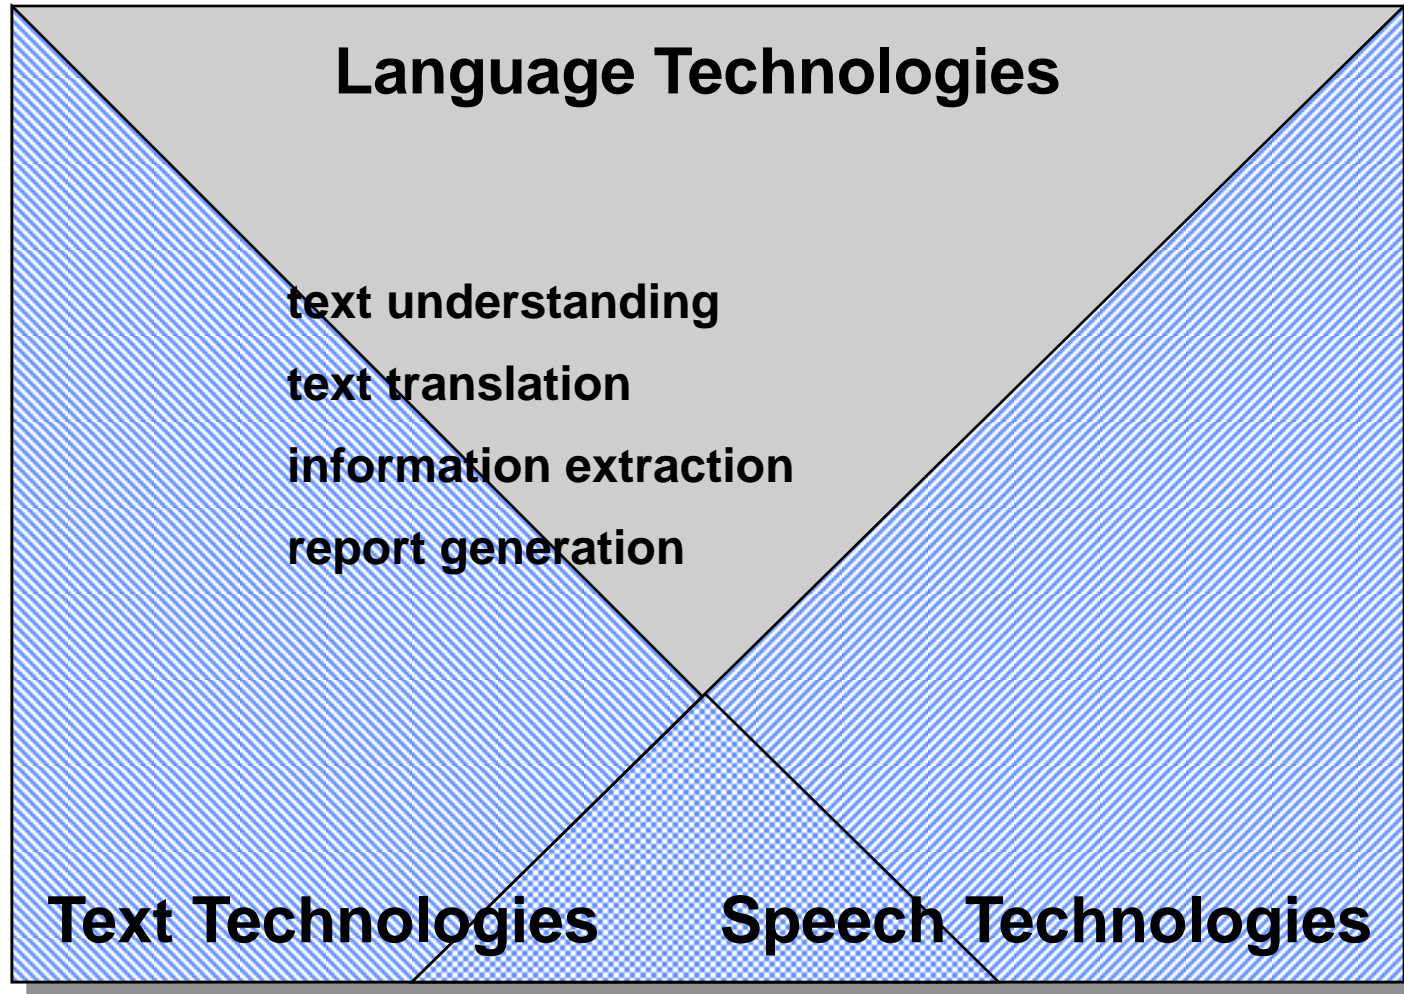 Language Technologies
text understanding
text translation
information extraction
report generation
Text Technologies
Speech Technologies